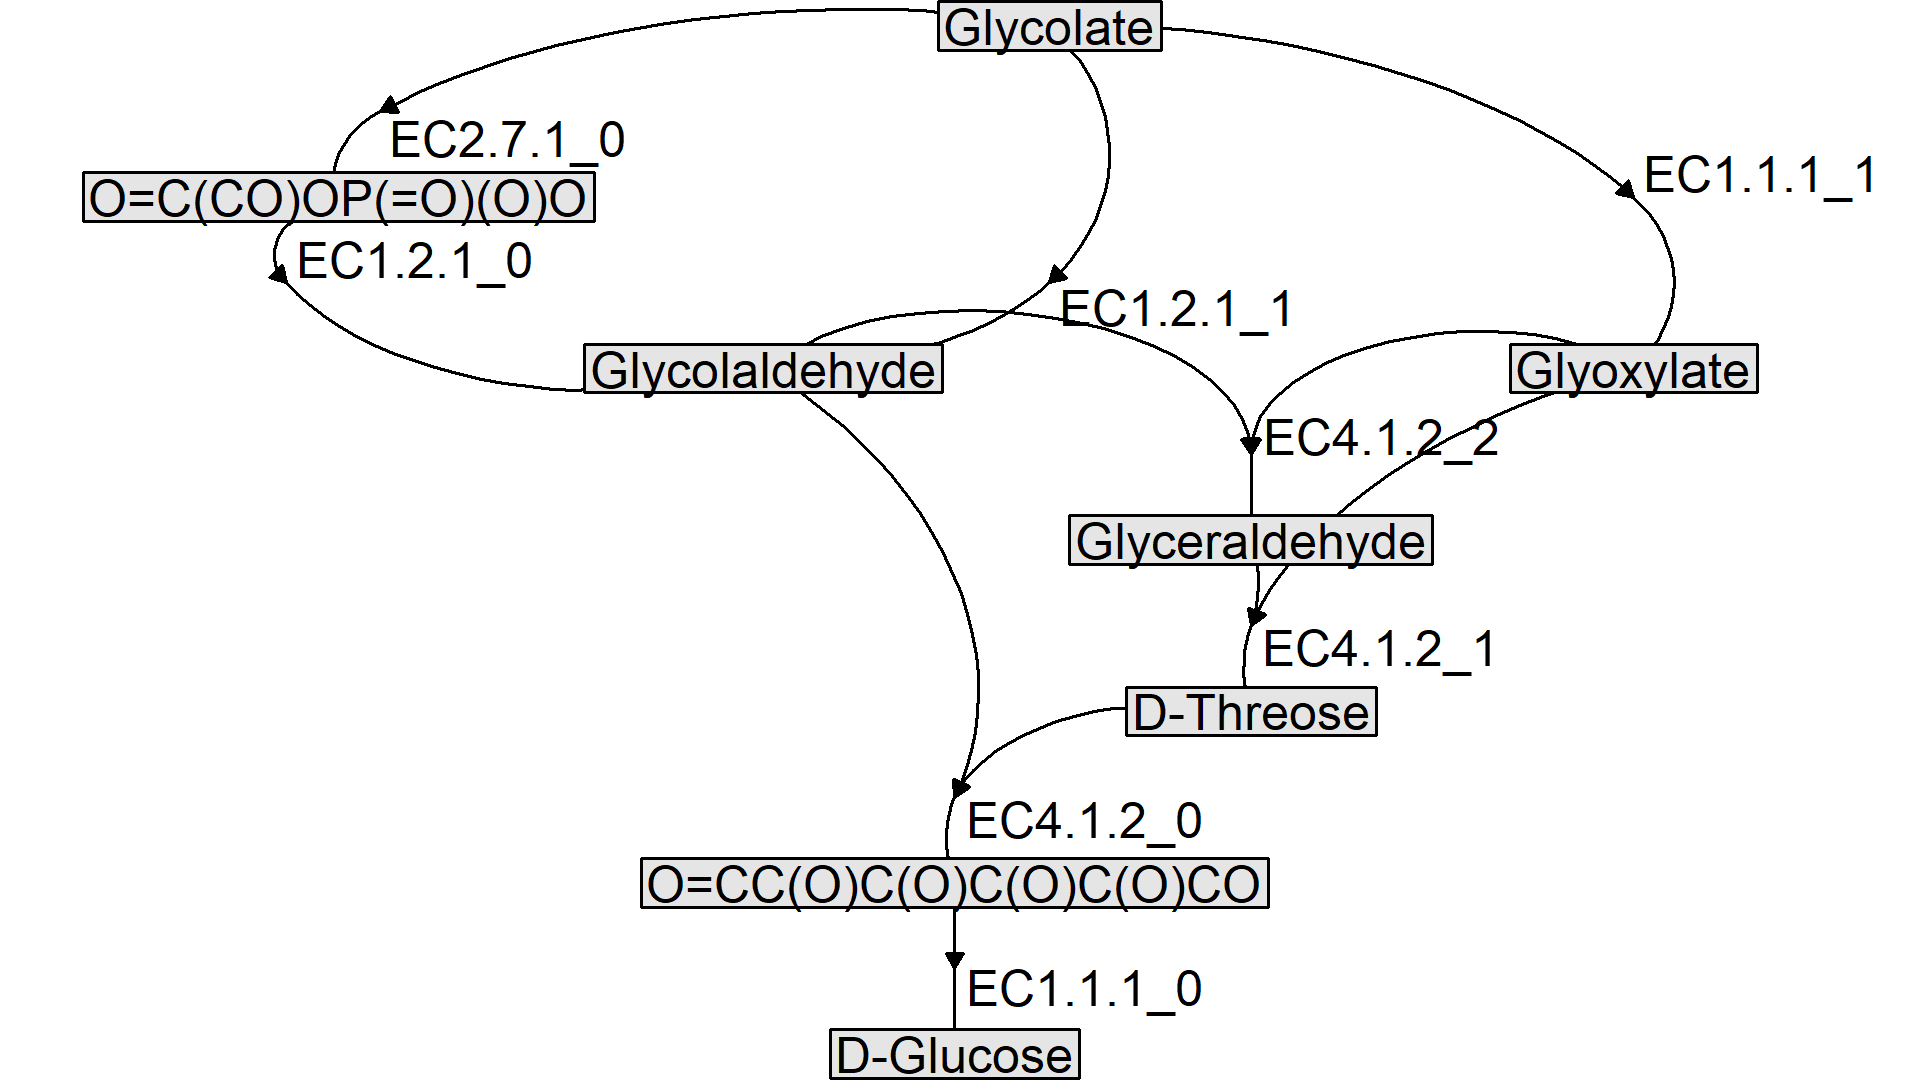 Glycolate
EC2.7.1_0
EC1.1.1_1
O=C(CO)OP(=O)(O)O
EC1.2.1_0
EC1.2.1_1
Glycolaldehyde
Glyoxylate
EC4.1.2_2
Glyceraldehyde
EC4.1.2_1
D-Threose
EC4.1.2_0
O=CC(O)C(O)C(O)C(O)CO
EC1.1.1_0
D-Glucose